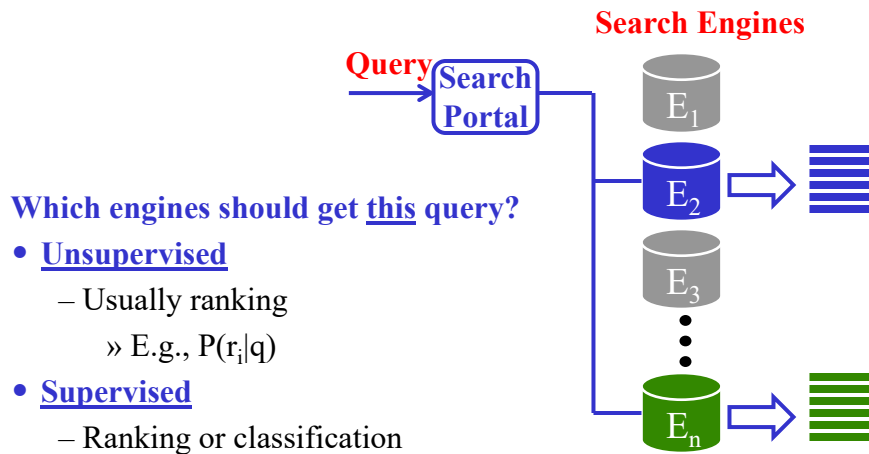 Search Engines
Query
Search
Portal
E₁
E₂
E₃
Eₙ
Which engines should get this query?
• Unsupervised
– Usually ranking
» E.g., P(rᵢ|q)
• Supervised
– Ranking or classification